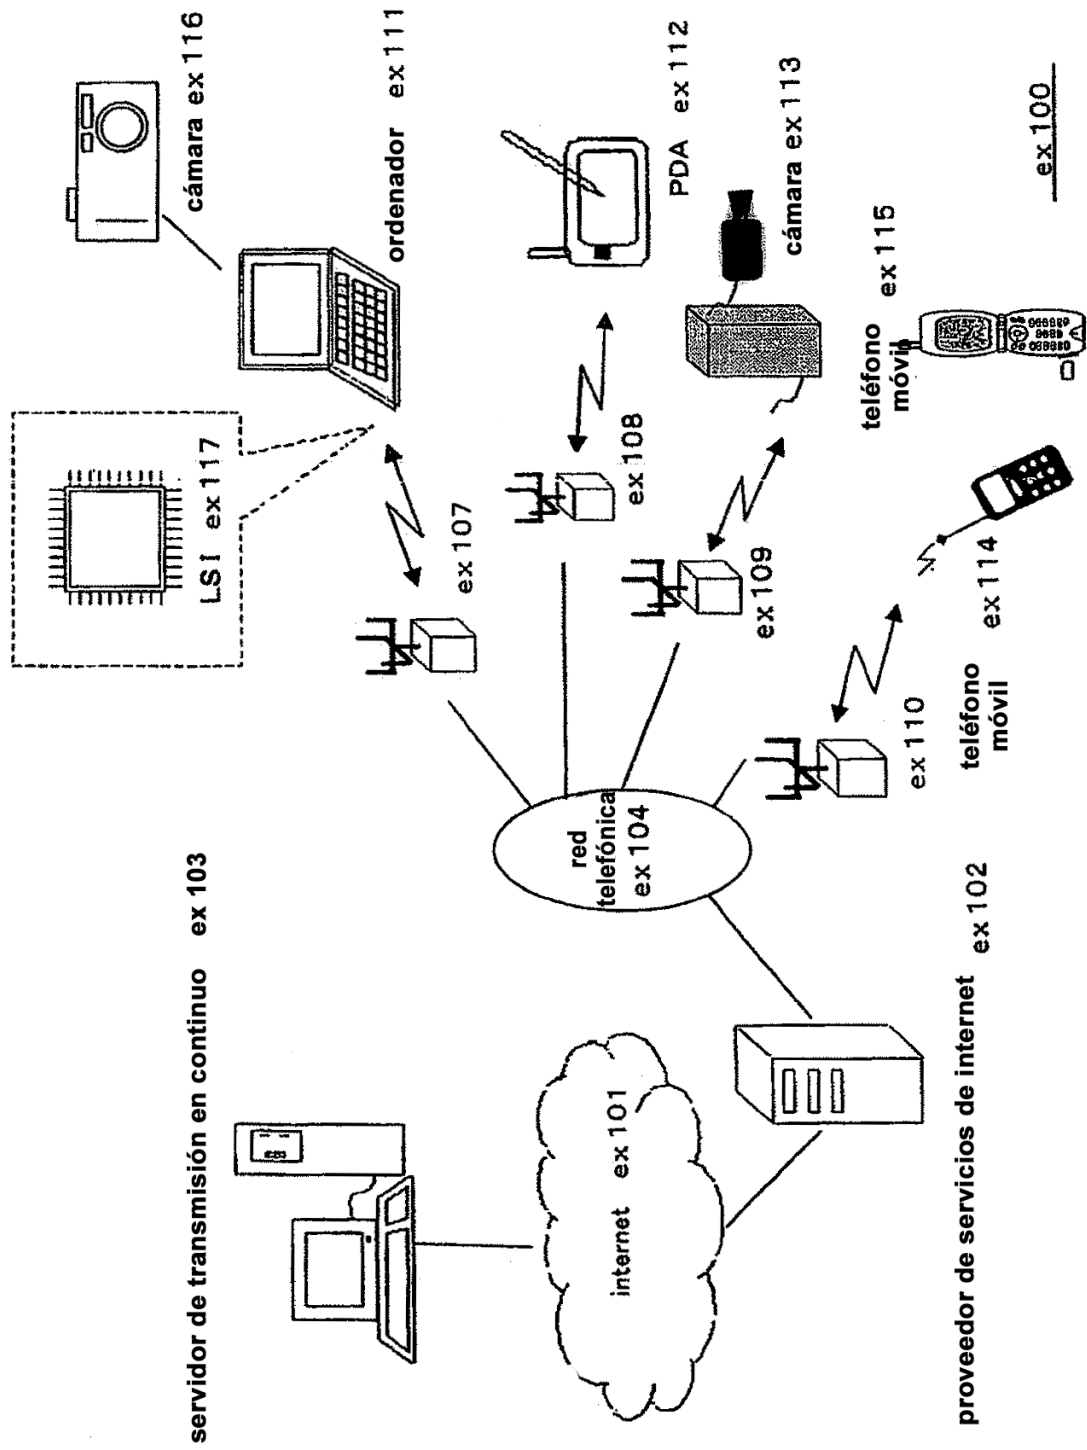 servidor de transmisión en continuo ex 103
internet ex 101
proveedor de servicios de internet ex 102
red
telefónica
ex 104
LSI ex 117
ex 107
ex 108
ex 109
ex 110
cámara ex 116
ordenador ex 111
PDA ex 112
cámara ex 113
teléfono
móvil
ex 115
teléfono
móvil
ex 114
ex 100